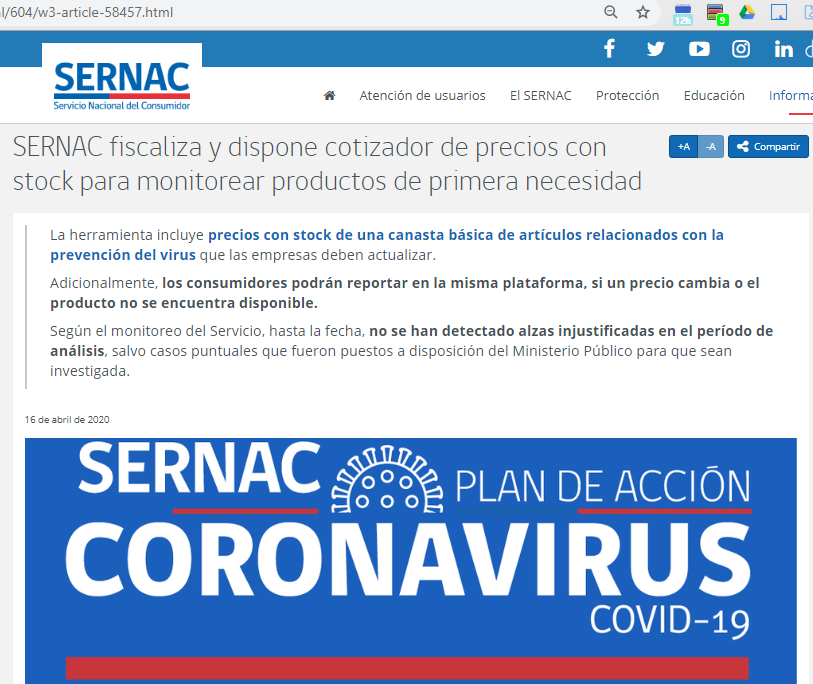 l/604/w3-article-58457.html
12h
9
SERNAC
Servicio Nacional del Consumidor
Atención de usuarios El SERNAC Protección Educación Informa
SERNAC fiscaliza y dispone cotizador de precios con
stock para monitorear productos de primera necesidad
+A -A Compartir
La herramienta incluye precios con stock de una canasta básica de artículos relacionados con la
prevención del virus que las empresas deben actualizar.
Adicionalmente, los consumidores podrán reportar en la misma plataforma, si un precio cambia o el
producto no se encuentra disponible.
Según el monitoreo del Servicio, hasta la fecha, no se han detectado alzas injustificadas en el período de
análisis, salvo casos puntuales que fueron puestos a disposición del Ministerio Público para que sean
investigada.
16 de abril de 2020
SERNAC PLAN DE ACCIÓN
CORONAVIRUS
COVID-19